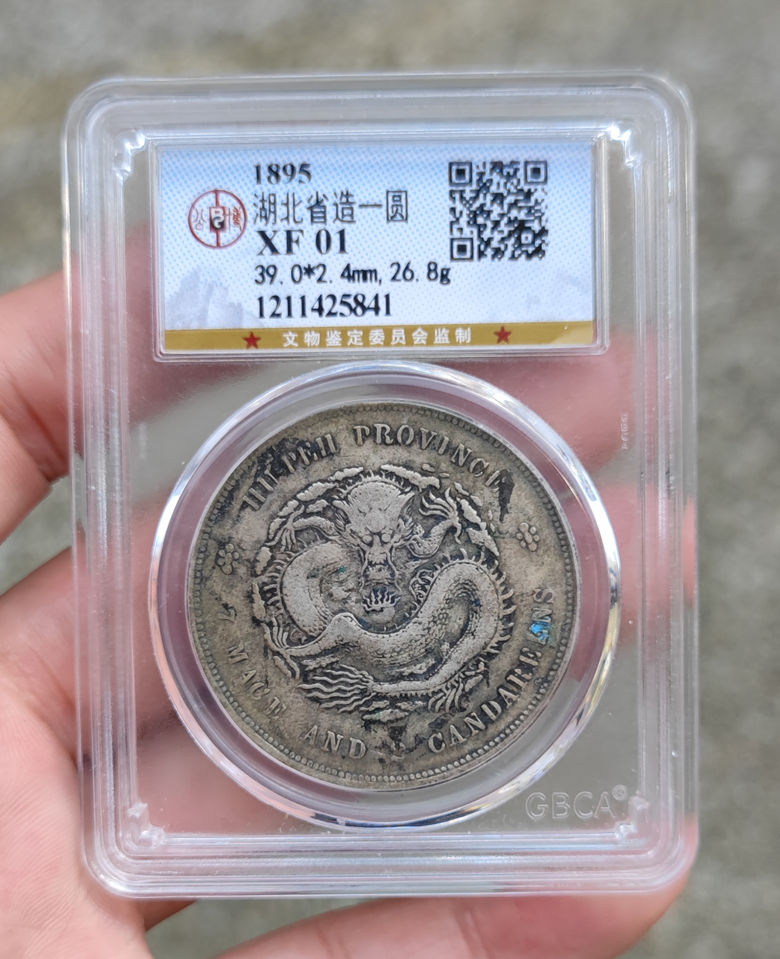 1895
湖北省造一圆
XF 01
39.0*2.4mm, 26.8g
1211425841
文物鉴定委员会监制
HU-PEH PROVINCE
7 MACE AND 2 CANDAREENS
GBCA